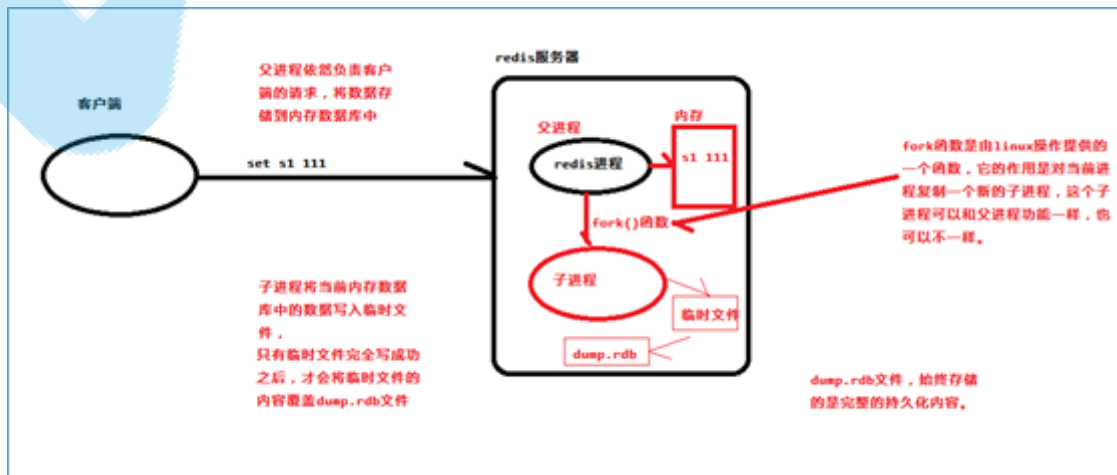 redis服务器
父进程依然负责客户
端的请求，将数据存
储到内存数据库中
客户端
set s1 111
父进程
内存
redis进程
s1 111
fork()函数
fork函数是由linux操作提供的
一个函数，它的作用是对当前进
程复制一个新的子进程，这个子
进程可以和父进程功能一样，也
可以不一样。
子进程
子进程将当前内存数据
库中的数据写入临时文
件，
只有临时文件完全写成功
之后，才会将临时文件的
内容覆盖dump.rdb文件
临时文件
dump.rdb
dump.rdb文件，始终存储
的是完整的持久化内容。